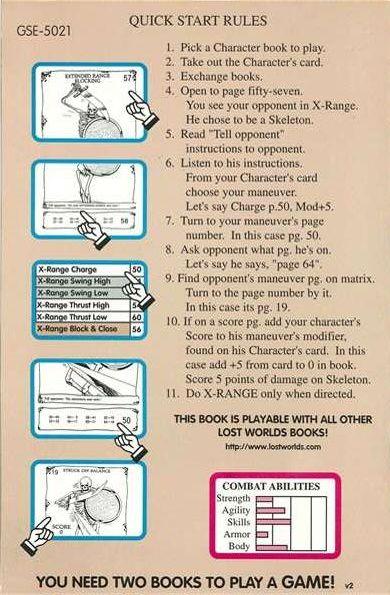 QUICK START RULES
GSE-5021
1. Pick a Character book to play.
2. Take out the Character's card.
3. Exchange books.
4. Open to page fifty-seven.
You see your opponent in X-Range.
He chose to be a Skeleton.
5. Read "Tell opponent"
instructions to opponent.
6. Listen to his instructions.
From your Character's card
choose your maneuver.
Let's say Charge p.50, Mod+5.
7. Turn to your maneuver's page
number. In this case pg. 50.
8. Ask opponent what pg. he's on.
Let's say he says, "page 64".
9. Find opponent's maneuver pg. on matrix.
Turn to the page number by it.
In this case its pg. 19.
10. If on a score pg. add your character's
Score to his maneuver's modifier,
found on his Character's card. In this
case add +5 from card to 0 in book.
Score 5 points of damage on Skeleton.
11. Do X-RANGE only when directed.
THIS BOOK IS PLAYABLE WITH ALL OTHER
LOST WORLDS BOOKS!
http://www.lostworlds.com
EXTENDED RANGE
BLOCKING
57
56
X-Range Charge 50
X-Range Swing High
X-Range Swing Low
X-Range Thrust High 54
X-Range Thrust Low 60
X-Range Block & Close 56
50
19 STRUCK OFF BALANCE
SCORE
0
COMBAT ABILITIES
Strength
Agility
Skills
Armor
Body
YOU NEED TWO BOOKS TO PLAY A GAME! v2